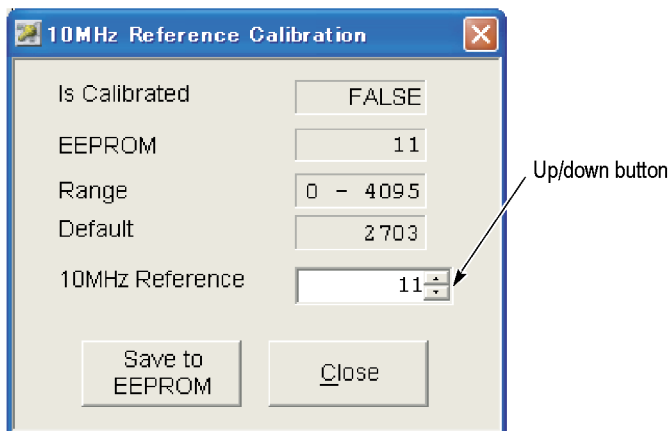 10MHz Reference Calibration
Is Calibrated FALSE
EEPROM 11
Range 0 - 4095
Default 2703
10MHz Reference 11
Up/down button
Save to
EEPROM
Close